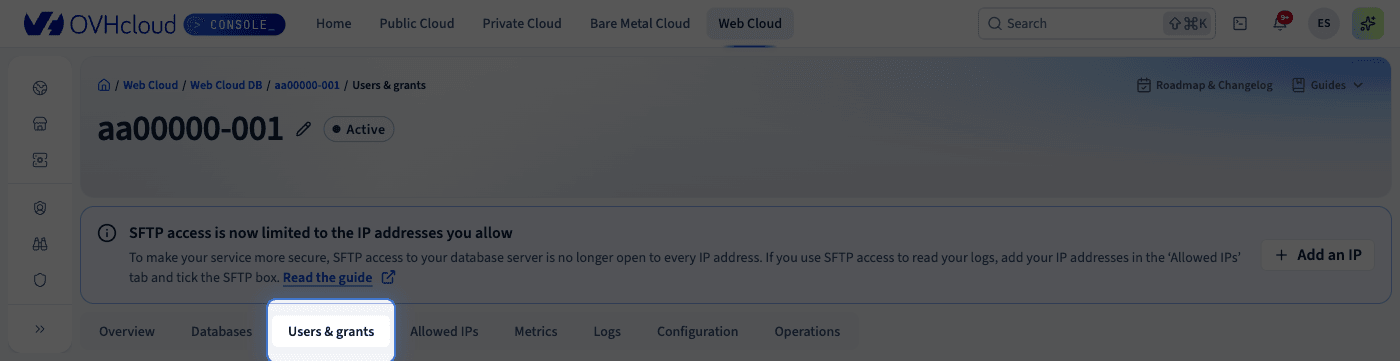 OVHcloud CONSOLE_ Home Public Cloud Private Cloud Bare Metal Cloud Web Cloud Search ⇧⌘K 9+ ES
/ Web Cloud / Web Cloud DB / aa00000-001 / Users & grants Roadmap & Changelog Guides
aa00000-001 Active
SFTP access is now limited to the IP addresses you allow
To make your service more secure, SFTP access to your database server is no longer open to every IP address. If you use SFTP access to read your logs, add your IP addresses in the ‘Allowed IPs’
tab and tick the SFTP box. Read the guide
+ Add an IP
Overview Databases Users & grants Allowed IPs Metrics Logs Configuration Operations